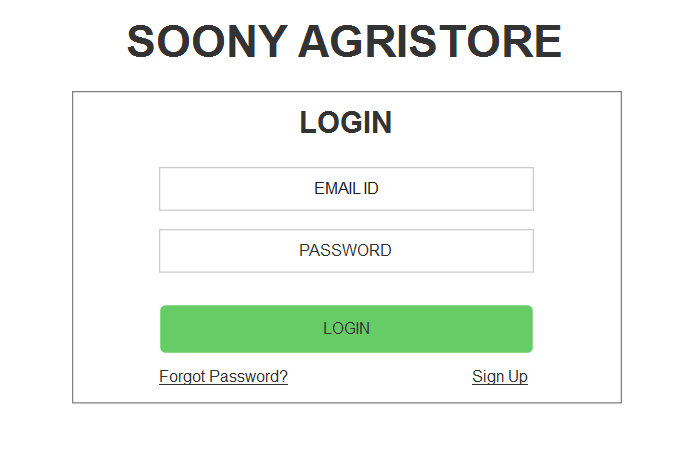 SOONY AGRISTORE
LOGIN
EMAIL ID
PASSWORD
LOGIN
Forgot Password? Sign Up